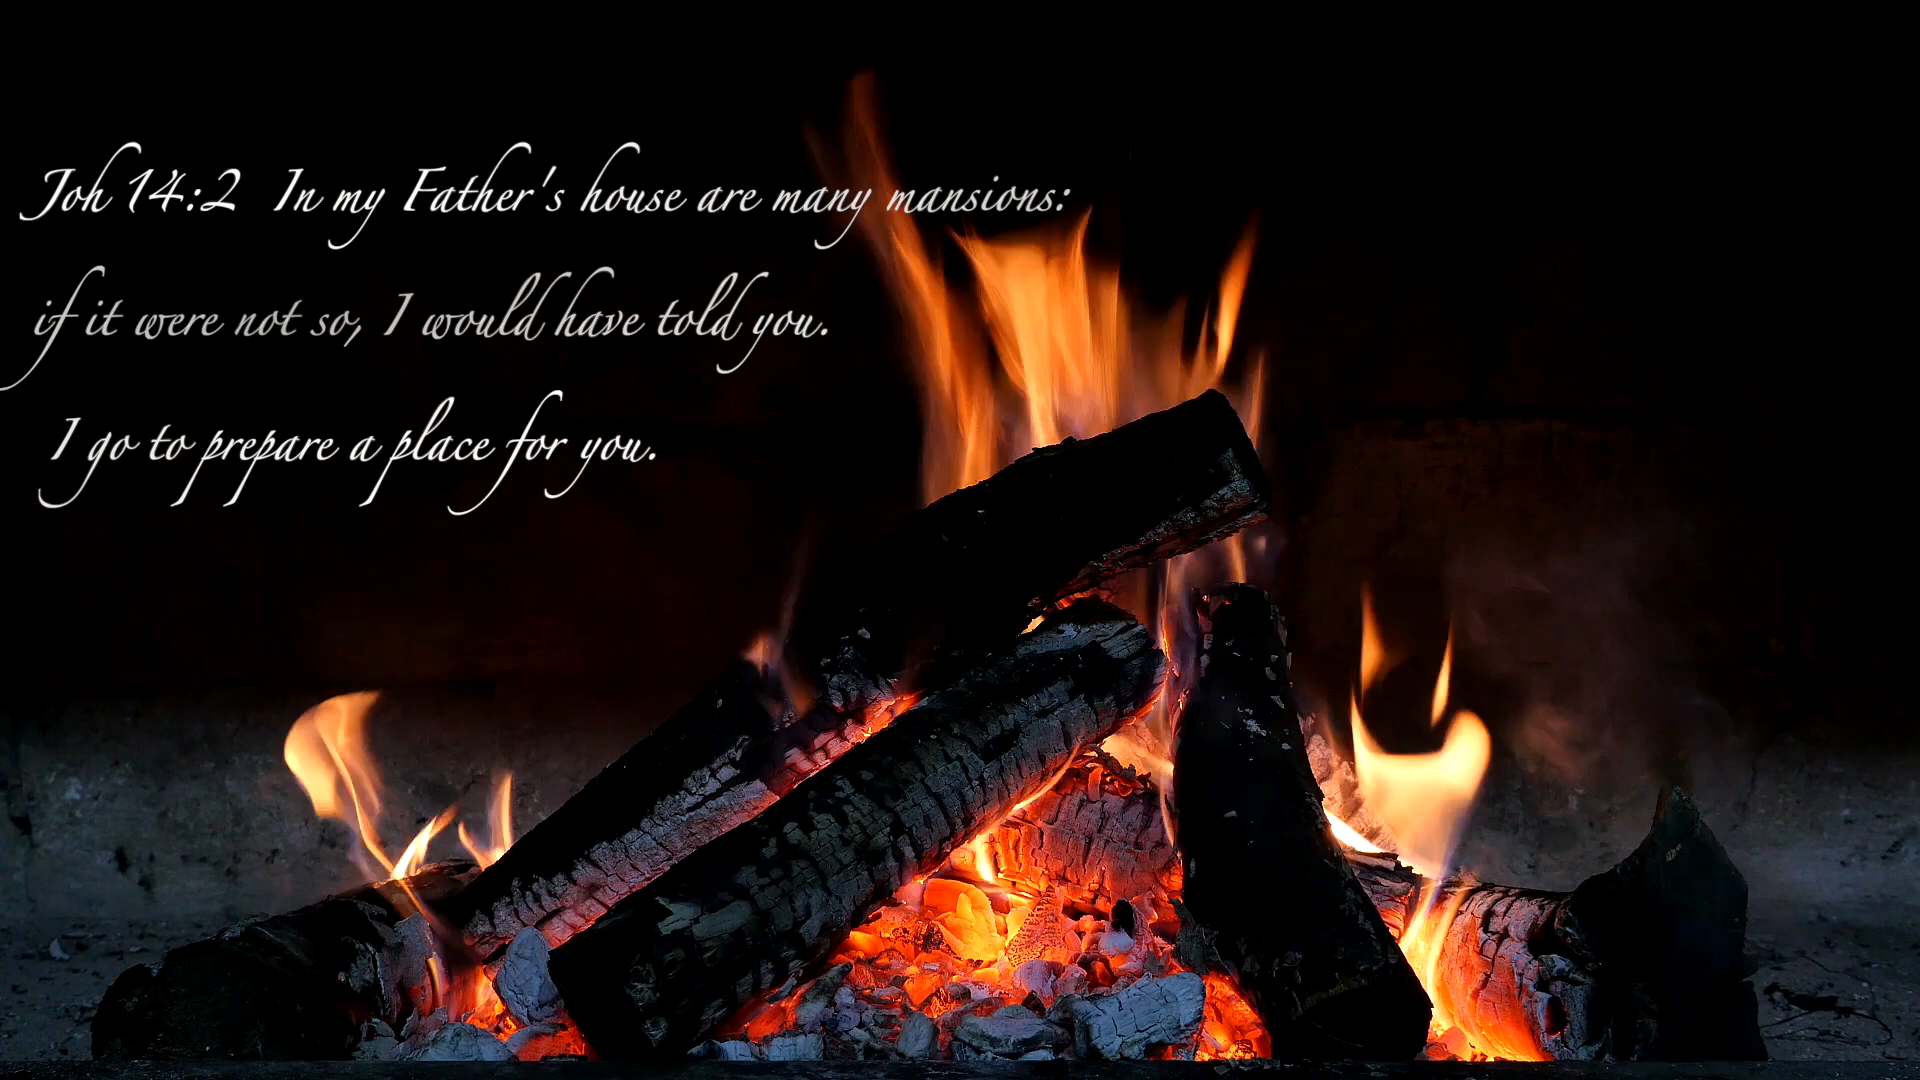 Joh 14:2  In my Father's house are many mansions:
if it were not so, I would have told you.
I go to prepare a place for you.